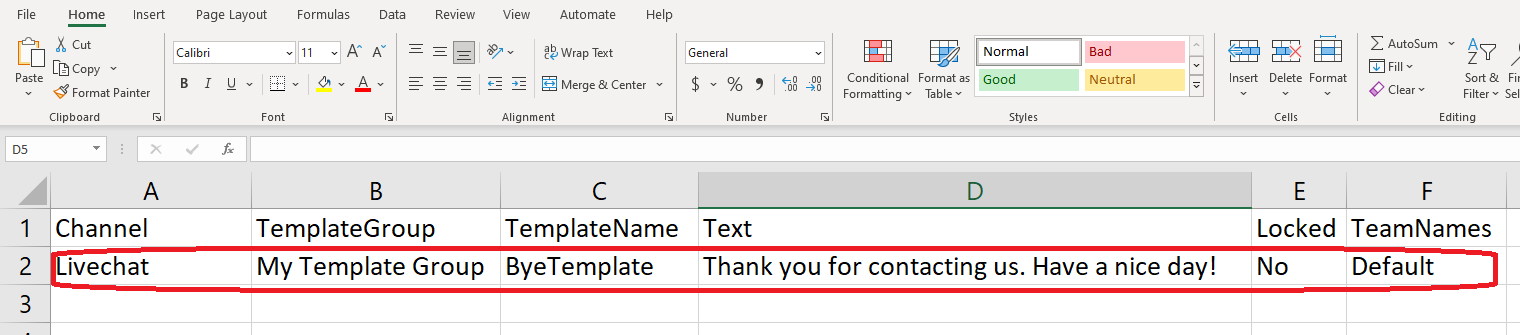 File Home Insert Page Layout Formulas Data Review View Automate Help
Cut
Copy
Format Painter
Paste
Clipboard
Calibri 11
B I U A
Font
ab Wrap Text
Merge & Center
Alignment
General
$ % 9 .00 .00
Number
Conditional Formatting
Format as Table
Normal Bad
Good Neutral
Styles
Insert Delete Format
Cells
AutoSum
Fill
Clear
Sort & Filter
Editing
D5 fx
A B C D E F
1 Channel TemplateGroup TemplateName Text Locked TeamNames
2 Livechat My Template Group ByeTemplate Thank you for contacting us. Have a nice day! No Default
3